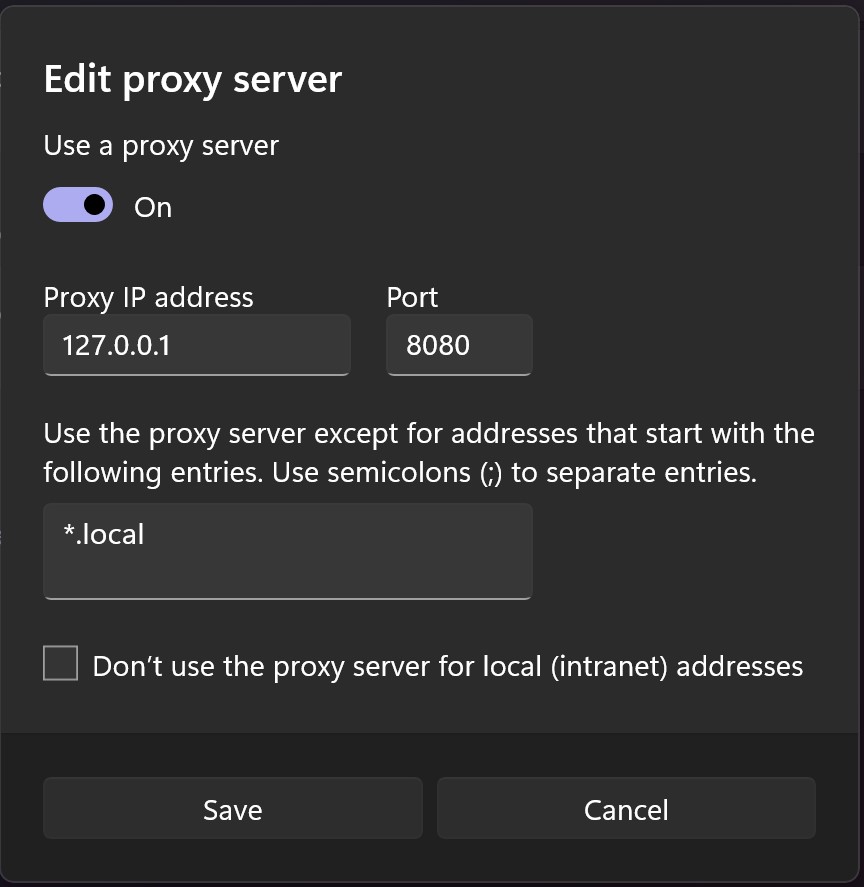 Edit proxy server
Use a proxy server
On
Proxy IP address
Port
127.0.0.1
8080
Use the proxy server except for addresses that start with the
following entries. Use semicolons (;) to separate entries.
*.local
Don’t use the proxy server for local (intranet) addresses
Save
Cancel